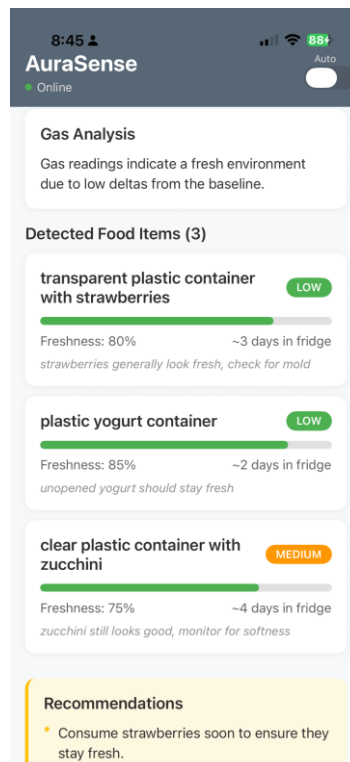 8:45
88
AuraSense
Auto
Online
Gas Analysis
Gas readings indicate a fresh environment
due to low deltas from the baseline.
Detected Food Items (3)
transparent plastic container
with strawberries
LOW
Freshness: 80%
~3 days in fridge
strawberries generally look fresh, check for mold
plastic yogurt container
LOW
Freshness: 85%
~2 days in fridge
unopened yogurt should stay fresh
clear plastic container with
zucchini
MEDIUM
Freshness: 75%
~4 days in fridge
zucchini still looks good, monitor for softness
Recommendations
* Consume strawberries soon to ensure they
stay fresh.